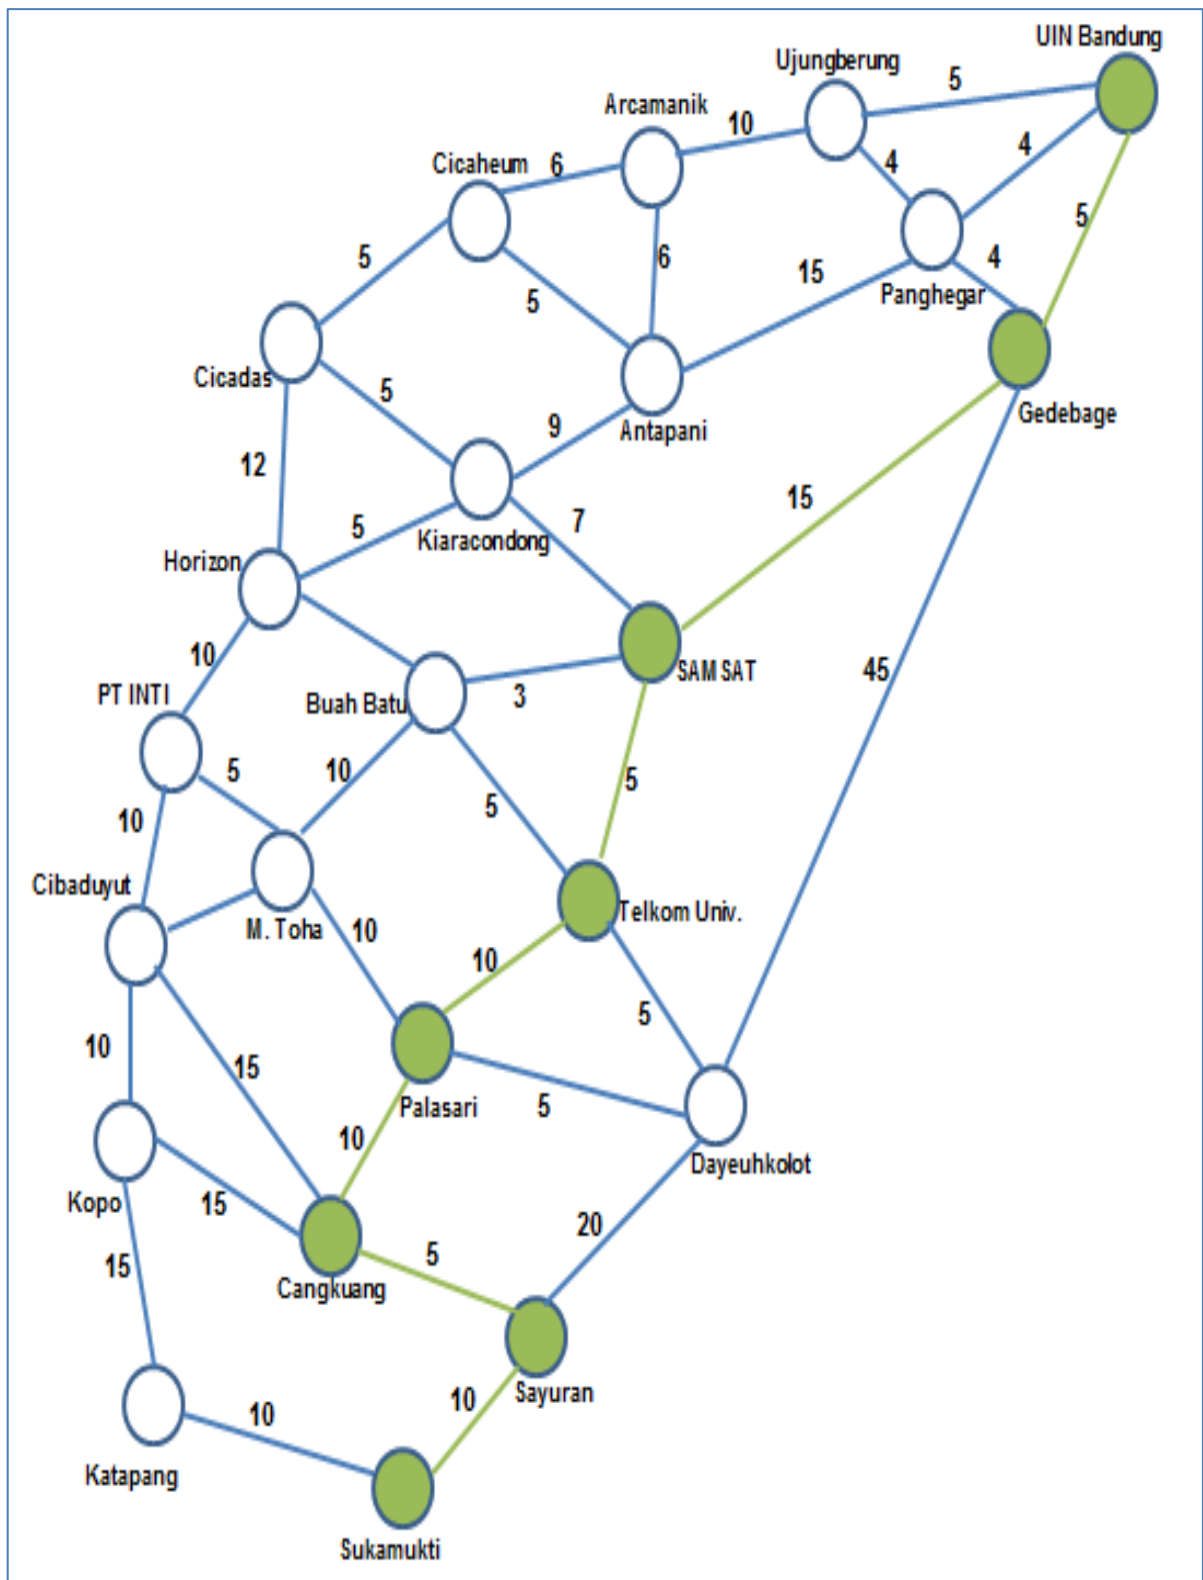 UIN Bandung
Ujungberung
5
Arcamanik
10
Cicaheum
6
4
4
5
5
6
15
4
Panghegar
5
Cicadas
5
9
Antapani
Gedebage
12
15
5
7
Kiaracondong
Horizon
10
SAMSAT
45
PT INTI
Buah Batu
3
5
10
5
5
10
Cibaduyut
M. Toha
10
Telkom Univ.
10
5
10
15
Palasari
5
10
Dayeuhkolot
Kopo
15
20
15
5
Cangkuang
Sayuran
10
10
Katapang
Sukamukti